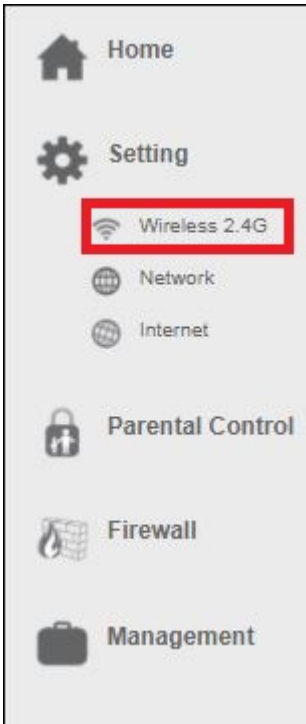 Home
Setting
Wireless 2.4G
Network
Internet
Parental Control
Firewall
Management